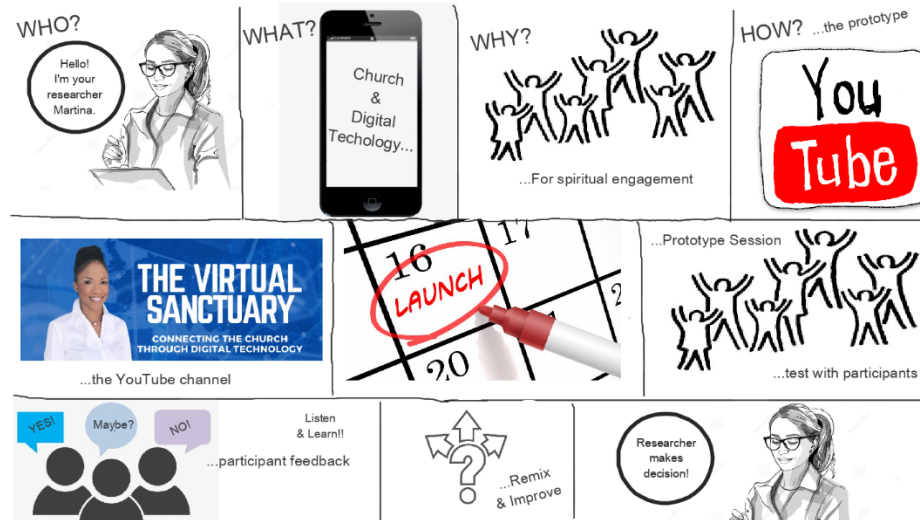 WHO?
Hello!
I'm your
researcher
Martina.
WHAT?
Church
&
Digital
Techology...
WHY?
...For spiritual engagement
HOW? ...the prototype
You
Tube
THE VIRTUAL
SANCTUARY
CONNECTING THE CHURCH
THROUGH DIGITAL TECHNOLOGY
...the YouTube channel
16
17
LAUNCH
20
...Prototype Session
...test with participants
YES!
Maybe?
NO!
Listen
& Learn!!
...participant feedback
...Remix
& Improve
Researcher
makes
decision!